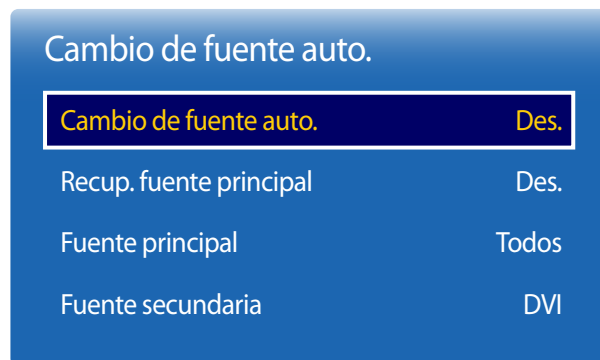 Cambio de fuente auto.
Cambio de fuente auto. Des.
Recup. fuente principal Des.
Fuente principal Todos
Fuente secundaria DVI